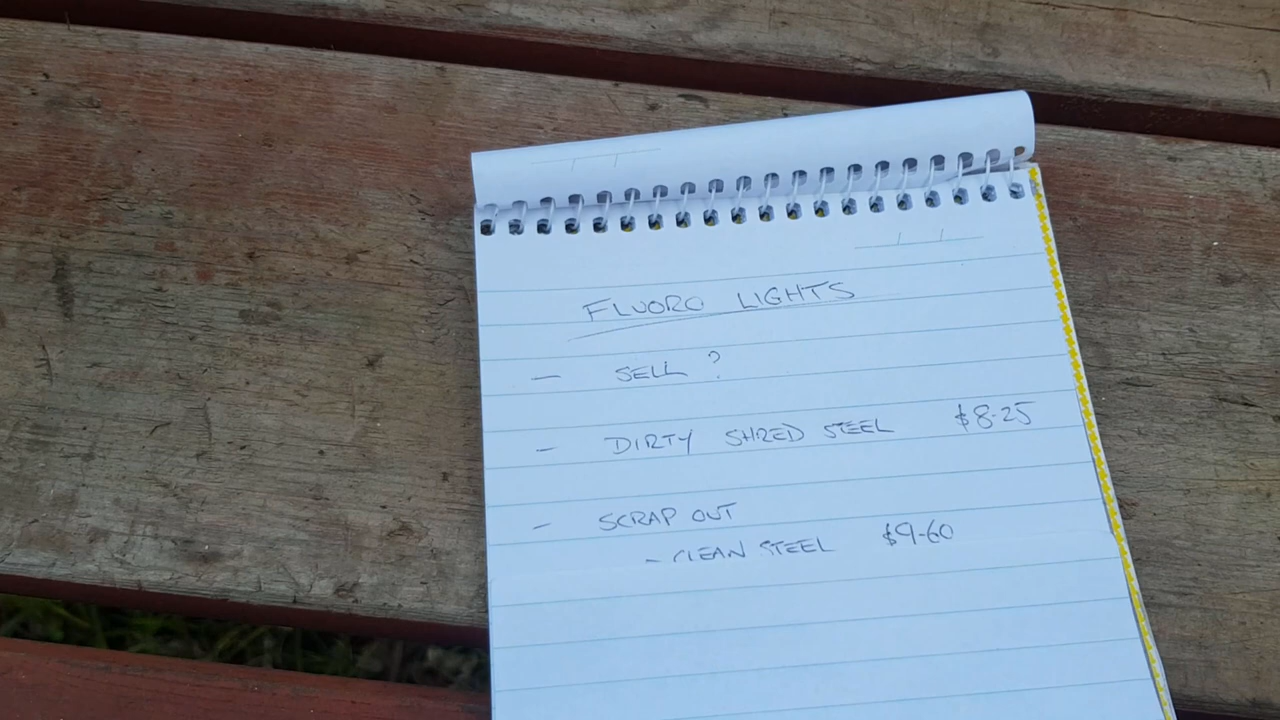 FLUORO LIGHTS
- SELL ?
- DIRTY SHRED STEEL $8-25
- SCRAP OUT
- CLEAN STEEL $9-60